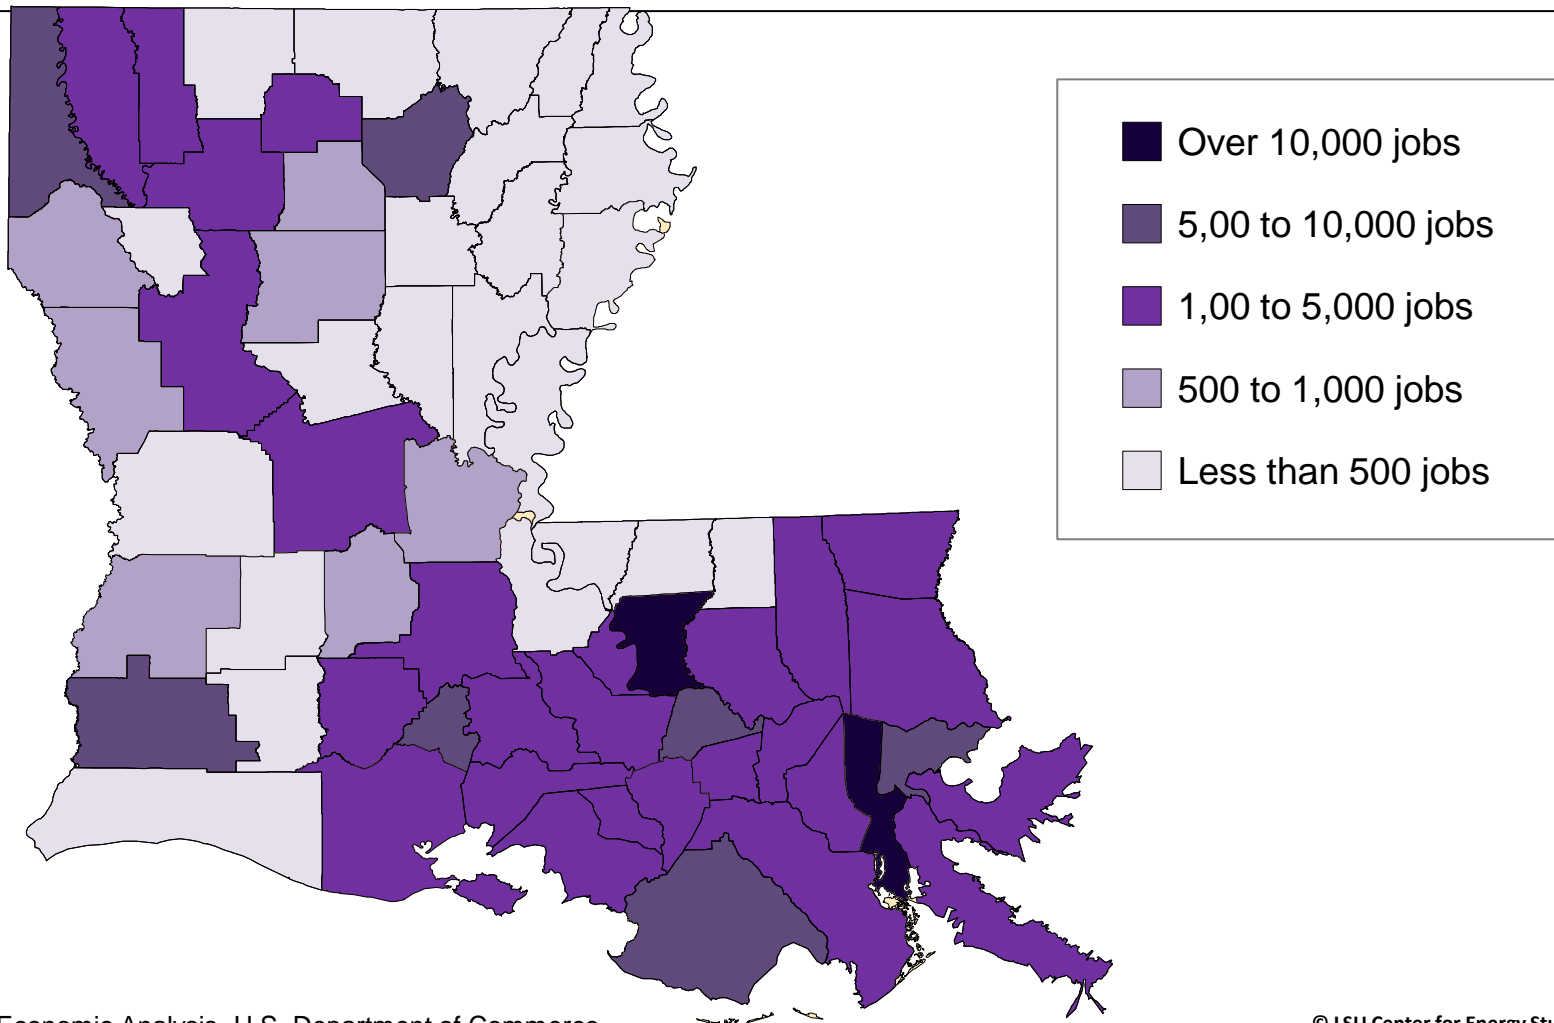 Over 10,000 jobs
5,00 to 10,000 jobs
1,00 to 5,000 jobs
500 to 1,000 jobs
Less than 500 jobs
Economic Analysis, U.S. Department of Commerce
© LSU Center for Energy